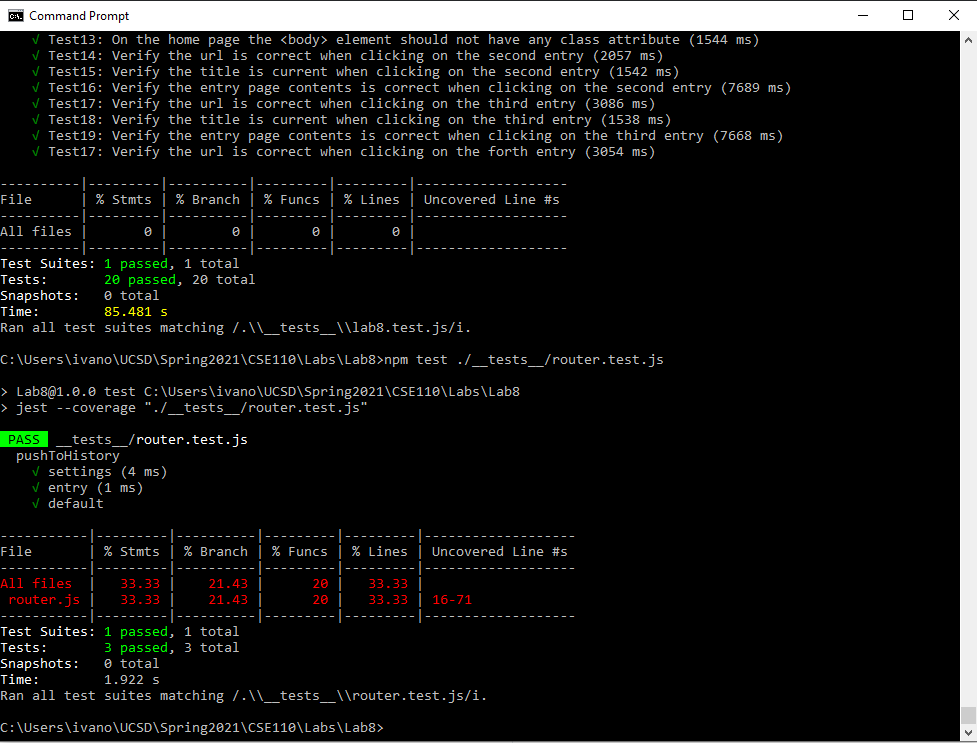 Command Prompt
√ Test13: On the home page the <body> element should not have any class attribute (1544 ms)
√ Test14: Verify the url is correct when clicking on the second entry (2057 ms)
√ Test15: Verify the title is current when clicking on the second entry (1542 ms)
√ Test16: Verify the entry page contents is correct when clicking on the second entry (7689 ms)
√ Test17: Verify the url is correct when clicking on the third entry (3086 ms)
√ Test18: Verify the title is current when clicking on the third entry (1538 ms)
√ Test19: Verify the entry page contents is correct when clicking on the third entry (7668 ms)
√ Test17: Verify the url is correct when clicking on the forth entry (3054 ms)
----------|---------|----------|---------|---------|-------------------
File      | % Stmts | % Branch | % Funcs | % Lines | Uncovered Line #s
----------|---------|----------|---------|---------|-------------------
All files |       0 |        0 |       0 |       0 |
----------|---------|----------|---------|---------|-------------------
Test Suites: 1 passed, 1 total
Tests:       20 passed, 20 total
Snapshots:   0 total
Time:        85.481 s
Ran all test suites matching /.\\__tests__\\lab8.test.js/i.
C:\Users\ivano\UCSD\Spring2021\CSE110\Labs\Lab8>npm test ./__tests__/router.test.js
> Lab8@1.0.0 test C:\Users\ivano\UCSD\Spring2021\CSE110\Labs\Lab8
> jest --coverage "./__tests__/router.test.js"
PASS __tests__/router.test.js
pushToHistory
√ settings (4 ms)
√ entry (1 ms)
√ default
-----------|---------|----------|---------|---------|-------------------
File       | % Stmts | % Branch | % Funcs | % Lines | Uncovered Line #s
-----------|---------|----------|---------|---------|-------------------
All files  |   33.33 |    21.43 |      20 |   33.33 |
router.js |   33.33 |    21.43 |      20 |   33.33 | 16-71
-----------|---------|----------|---------|---------|-------------------
Test Suites: 1 passed, 1 total
Tests:       3 passed, 3 total
Snapshots:   0 total
Time:        1.922 s
Ran all test suites matching /.\\__tests__\\router.test.js/i.
C:\Users\ivano\UCSD\Spring2021\CSE110\Labs\Lab8>